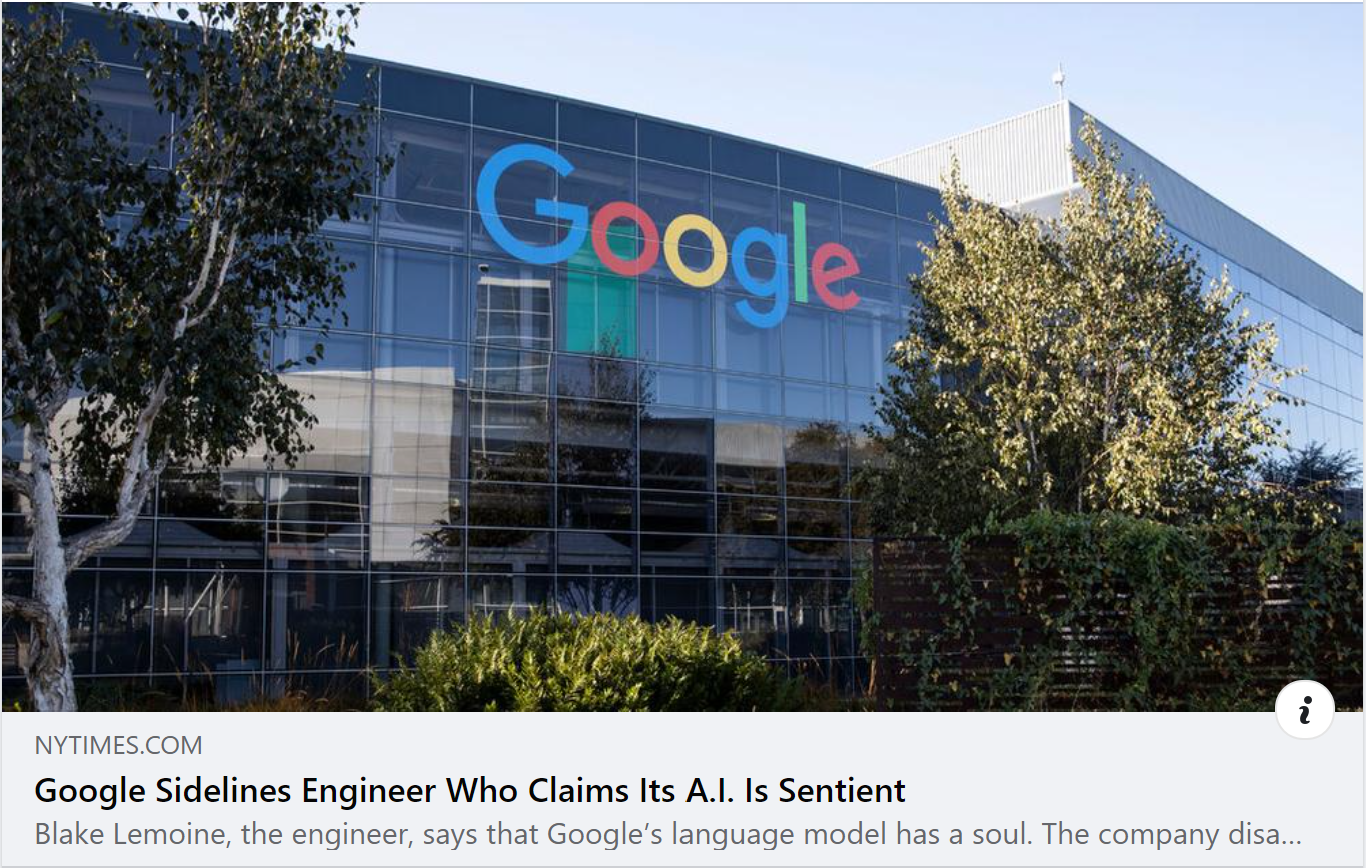 Google
NYTIMES.COM
Google Sidelines Engineer Who Claims Its A.I. Is Sentient
Blake Lemoine, the engineer, says that Google’s language model has a soul. The company disa...